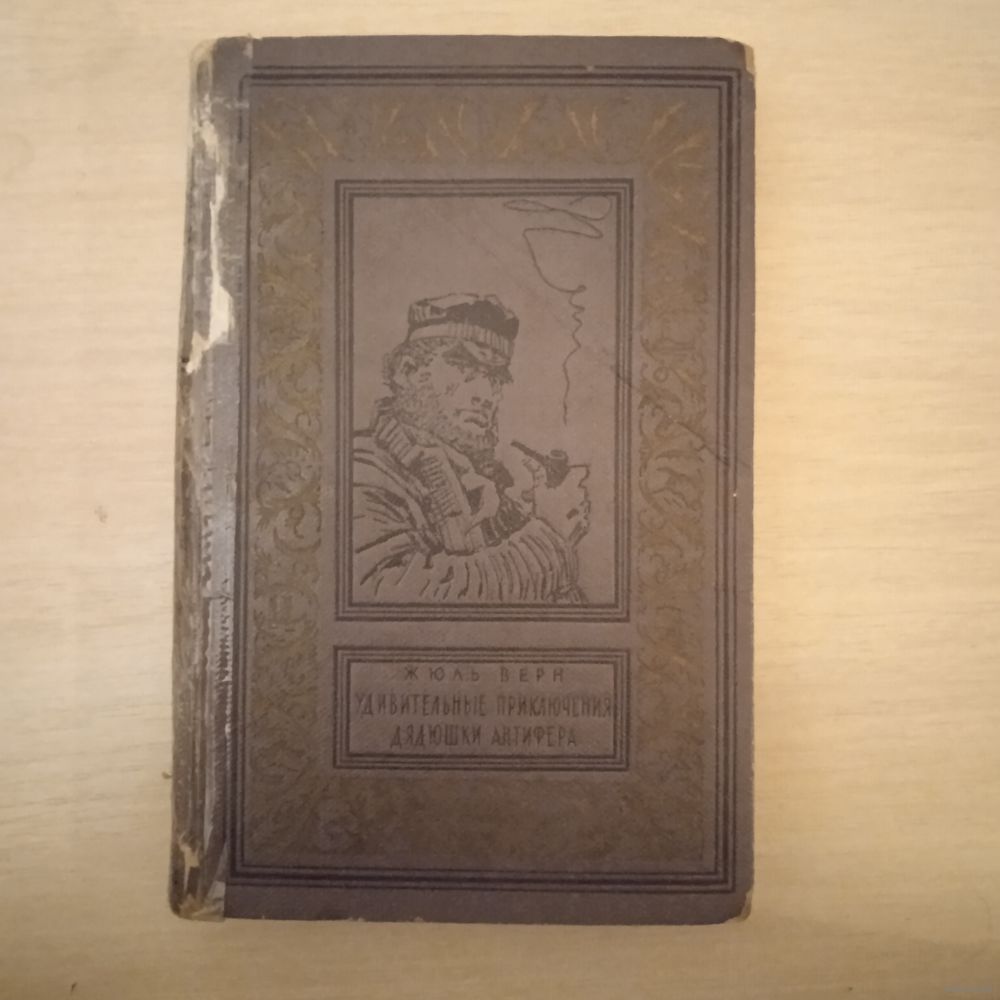 ЖЮЛЬ ВЕРН
УДИВИТЕЛЬНЫЕ ПРИКЛЮЧЕНИЯ
ДЯДЮШКИ АНТИФЕРА